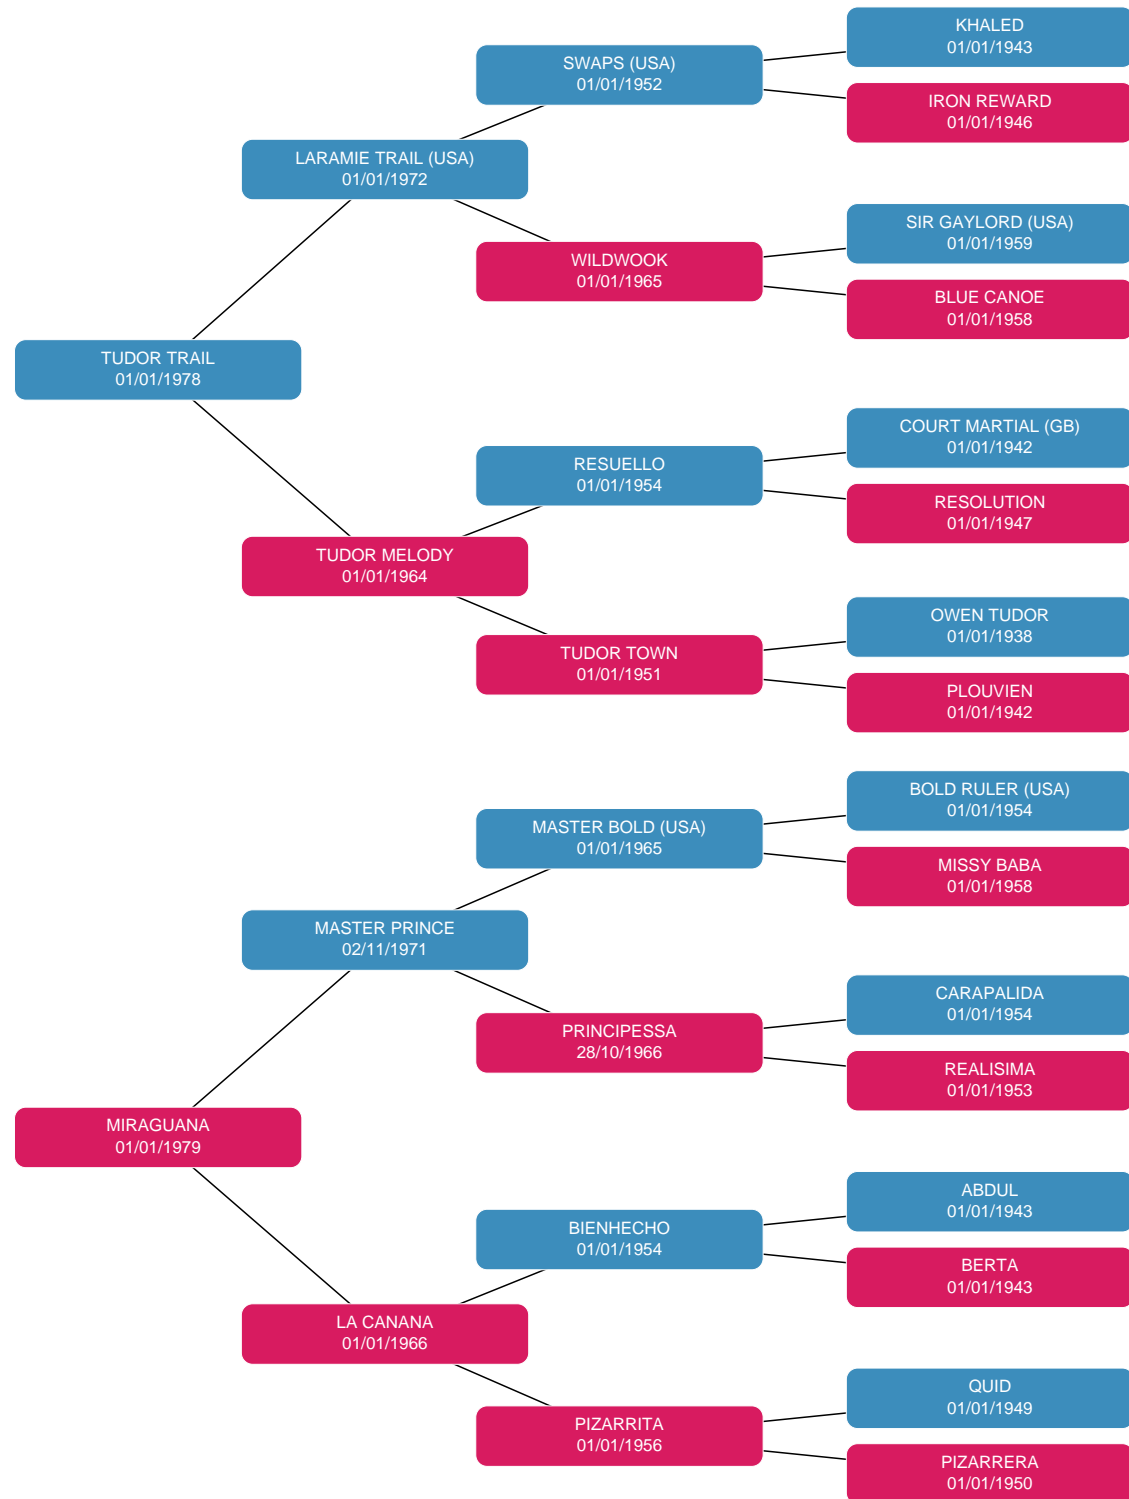 KHALED
01/01/1943
SWAPS (USA)
01/01/1952
IRON REWARD
01/01/1946
LARAMIE TRAIL (USA)
01/01/1972
SIR GAYLORD (USA)
01/01/1959
WILDWOOK
01/01/1965
BLUE CANOE
01/01/1958
TUDOR TRAIL
01/01/1978
COURT MARTIAL (GB)
01/01/1942
RESUELLO
01/01/1954
RESOLUTION
01/01/1947
TUDOR MELODY
01/01/1964
OWEN TUDOR
01/01/1938
TUDOR TOWN
01/01/1951
PLOUVIEN
01/01/1942
BOLD RULER (USA)
01/01/1954
MASTER BOLD (USA)
01/01/1965
MISSY BABA
01/01/1958
MASTER PRINCE
02/11/1971
CARAPALIDA
01/01/1954
PRINCIPESSA
28/10/1966
REALISIMA
01/01/1953
MIRAGUANA
01/01/1979
ABDUL
01/01/1943
BIENHECHO
01/01/1954
BERTA
01/01/1943
LA CANANA
01/01/1966
QUID
01/01/1949
PIZARRITA
01/01/1956
PIZARRERA
01/01/1950